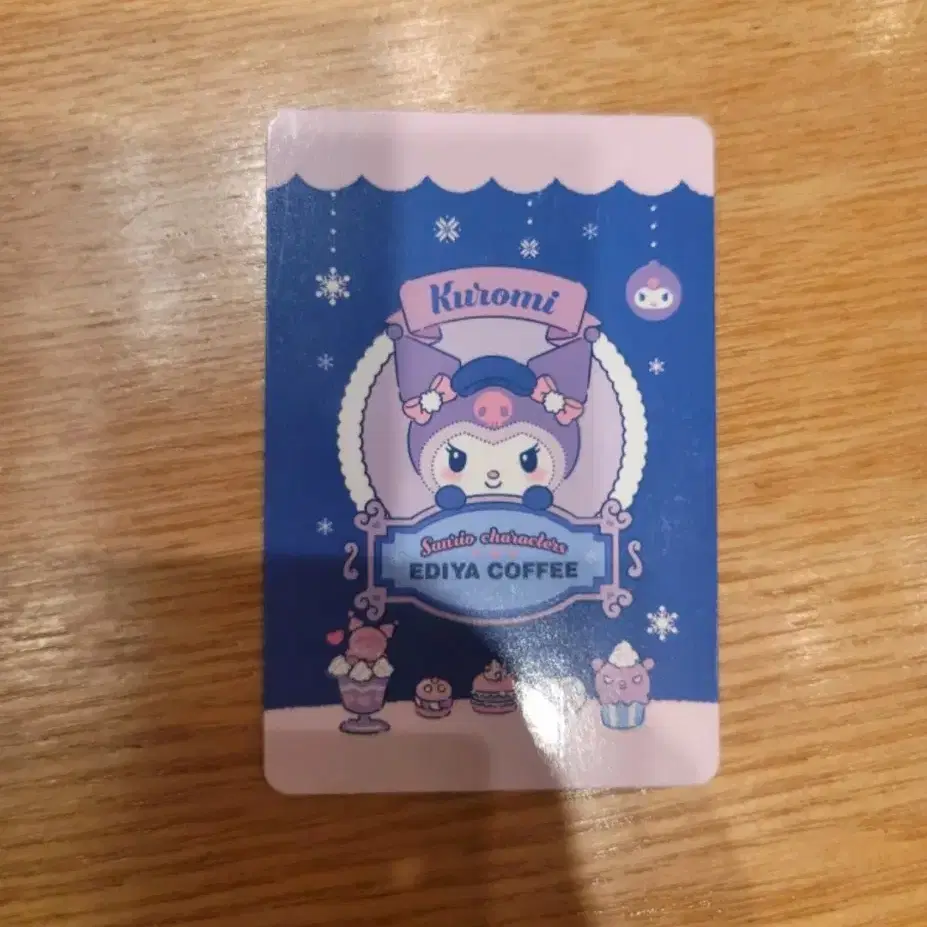 Kuromi
Sanrio characters
EDIYA COFFEE